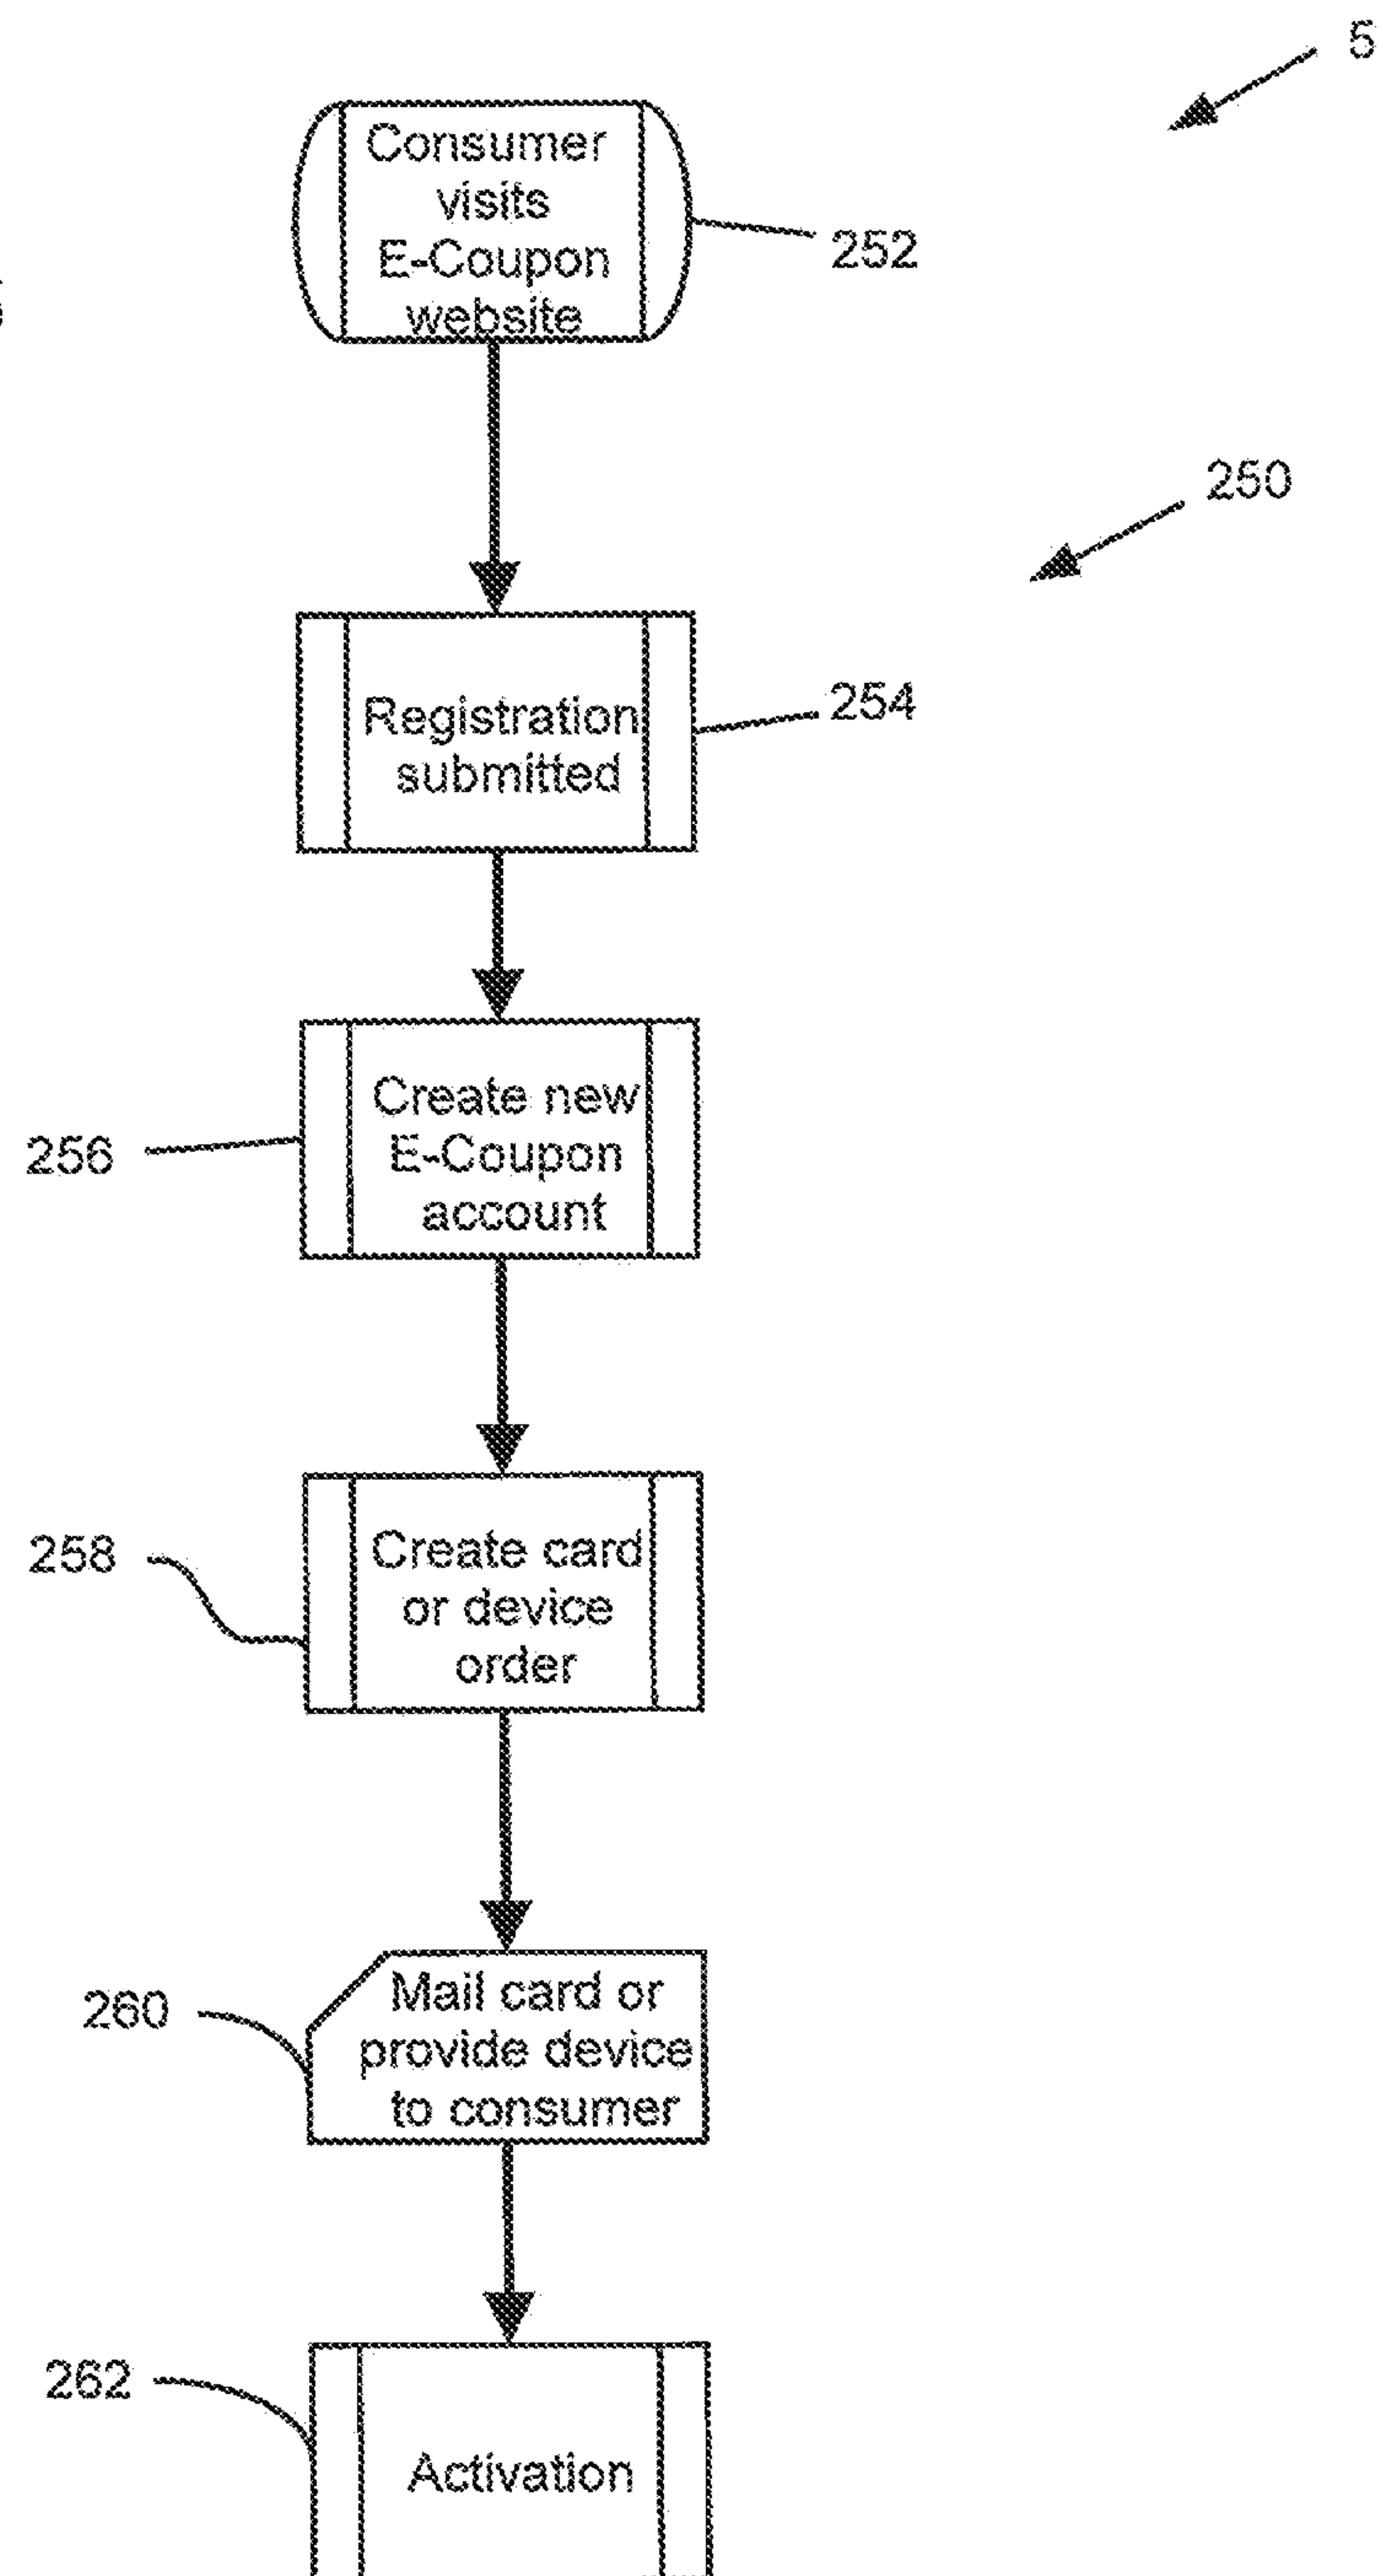 5
Consumer
visits
E-Coupon
website
252
250
Registration
submitted
254
Create new
E-Coupon
account
256
Create card
or device
order
258
Mail card or
provide device
to consumer
260
262
Activation